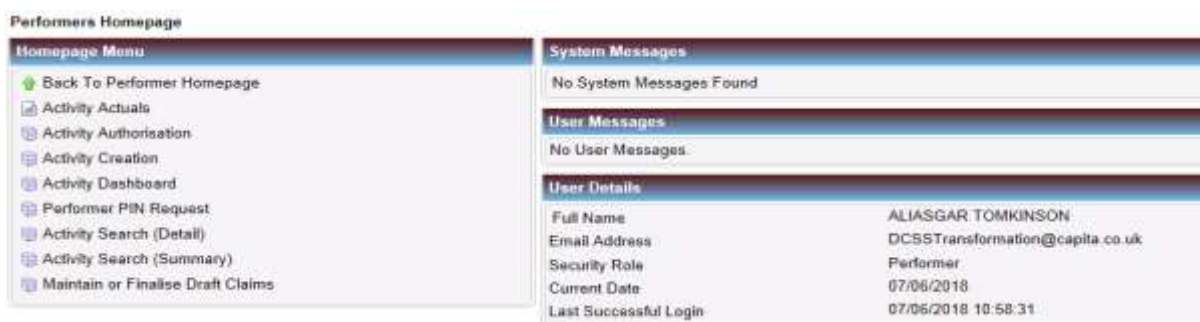 Performers Homepage
Homepage Menu
Back To Performer Homepage
Activity Actuals
Activity Authorisation
Activity Creation
Activity Dashboard
Performer PIN Request
Activity Search (Detail)
Activity Search (Summary)
Maintain or Finalise Draft Claims
System Messages
No System Messages Found
User Messages
No User Messages.
User Details
Full Name ALIASGAR TOMKINSON
Email Address DCSSTransformation@capita.co.uk
Security Role Performer
Current Date 07/06/2018
Last Successful Login 07/06/2018 10:58:31